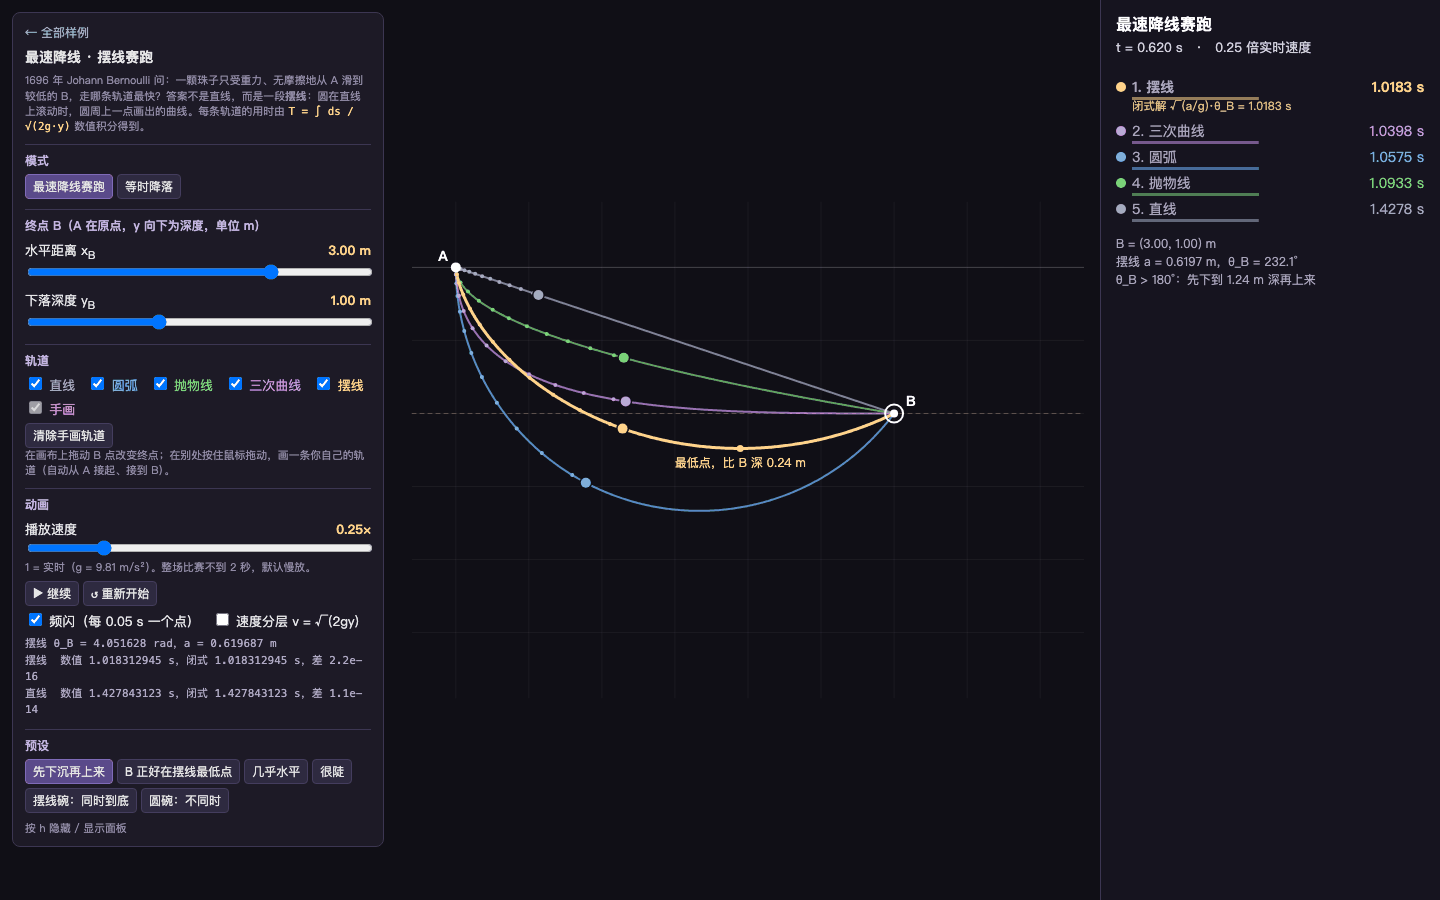 ← 全部样例
最速降线 · 摆线赛跑
1696 年 Johann Bernoulli 问：一颗珠子只受重力、无摩擦地从 A 滑到
较低的 B，走哪条轨道最快？答案不是直线，而是一段摆线：圆在直线
上滚动时，圆周上一点画出的曲线。每条轨道的用时由 T = ∫ ds /
√(2g·y) 数值积分得到。
模式
最速降线赛跑 等时降落
终点 B（A 在原点，y 向下为深度，单位 m）
水平距离 xB 3.00 m
下落深度 yB 1.00 m
轨道
直线 圆弧 抛物线 三次曲线 摆线
手画
清除手画轨道
在画布上拖动 B 点改变终点；在别处按住鼠标拖动，画一条你自己的轨
道（自动从 A 接起、接到 B）。
动画
播放速度 0.25×
1 = 实时（g = 9.81 m/s²）。整场比赛不到 2 秒，默认慢放。
▶ 继续 ↺ 重新开始
频闪（每 0.05 s 一个点） 速度分层 v = √(2gy)
摆线 θ_B = 4.051628 rad，a = 0.619687 m
摆线 数值 1.018312945 s，闭式 1.018312945 s，差 2.2e−
16
直线 数值 1.427843123 s，闭式 1.427843123 s，差 1.1e−
14
预设
先下沉再上来 B 正好在摆线最低点 几乎水平 很陡
摆线碗：同时到底 圆碗：不同时
按 h 隐藏 / 显示面板
A
B
最低点，比 B 深 0.24 m
最速降线赛跑
t = 0.620 s · 0.25 倍实时速度
1. 摆线 1.0183 s
闭式解 √(a/g)·θ_B = 1.0183 s
2. 三次曲线 1.0398 s
3. 圆弧 1.0575 s
4. 抛物线 1.0933 s
5. 直线 1.4278 s
B = (3.00, 1.00) m
摆线 a = 0.6197 m，θ_B = 232.1°
θ_B > 180°：先下到 1.24 m 深再上来